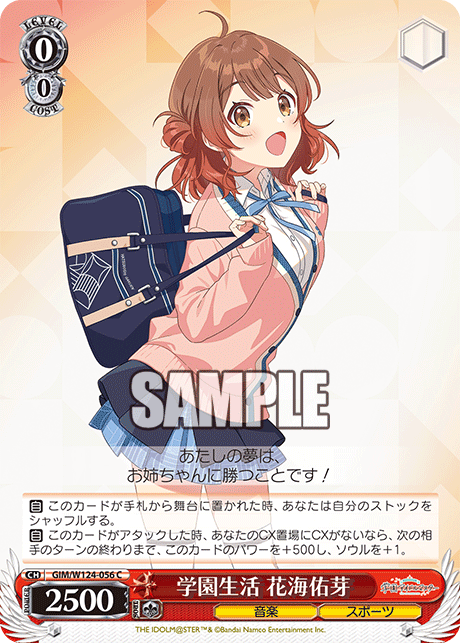 LEVEL
0
0
COST
SAMPLE
あたしの夢は、
お姉ちゃんに勝つことです！
自 このカードが手札から舞台に置かれた時、あなたは自分のストックを
シャッフルする。
自 このカードがアタックした時、あなたのCX置場にCXがないなら、次の
相手のターンの終わりまで、このカードのパワーを+500し、ソウルを+1。
CH GIM/W124-056 C
POWER
2500
SOUL
学園生活 花海佑芽
音楽
スポーツ
THE IDOLM@STER™& ©Bandai Namco Entertainment Inc.